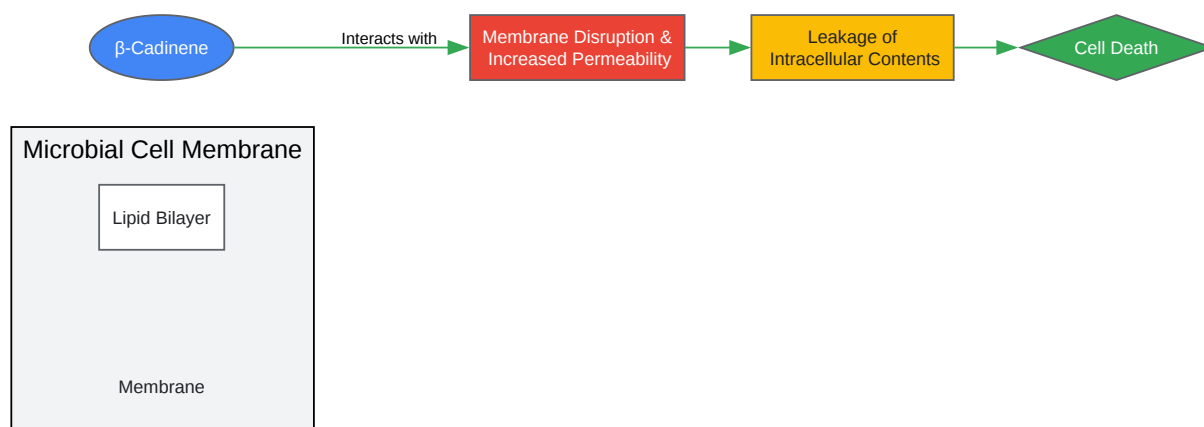 β-Cadinene
Interacts with
Membrane Disruption &
Increased Permeability
Leakage of
Intracellular Contents
Cell Death
Microbial Cell Membrane
Lipid Bilayer
Membrane